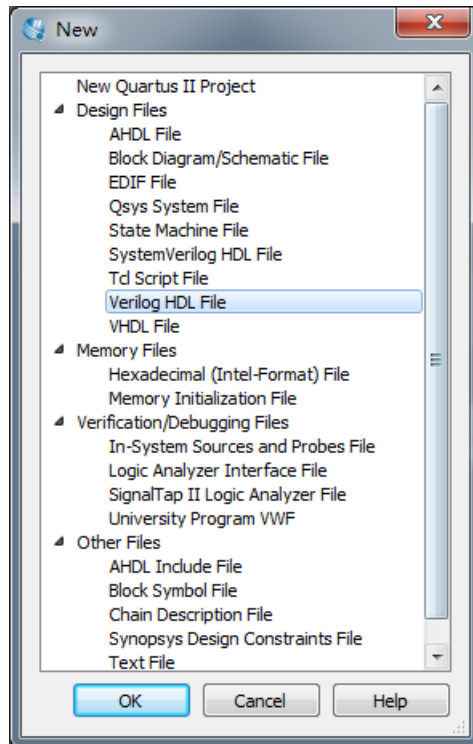 New
New Quartus II Project
Design Files
AHDL File
Block Diagram/Schematic File
EDIF File
Qsys System File
State Machine File
SystemVerilog HDL File
Tcl Script File
Verilog HDL File
VHDL File
Memory Files
Hexadecimal (Intel-Format) File
Memory Initialization File
Verification/Debugging Files
In-System Sources and Probes File
Logic Analyzer Interface File
SignalTap II Logic Analyzer File
University Program VWF
Other Files
AHDL Include File
Block Symbol File
Chain Description File
Synopsys Design Constraints File
Text File
OK Cancel Help